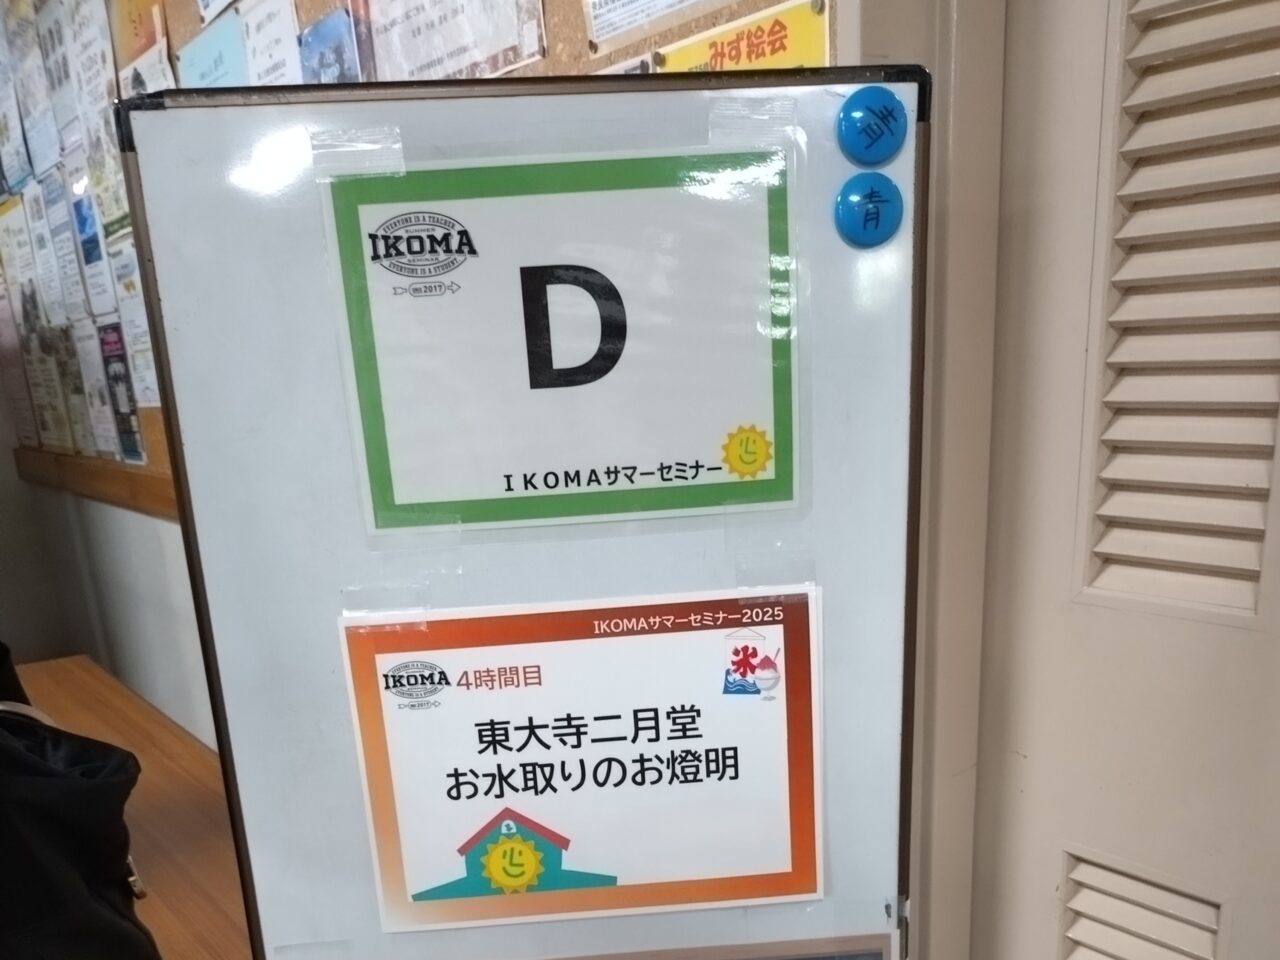 みず絵会
青
青
EVERYONE IS A TEACHER.
SUMMER
IKOMA
SEMINAR
EVERYONE IS A STUDENT.
2017
D
IKOMAサマーセミナー
IKOMAサマーセミナー2025
IKOMA
4時間目
氷
東大寺二月堂
お水取りのお燈明